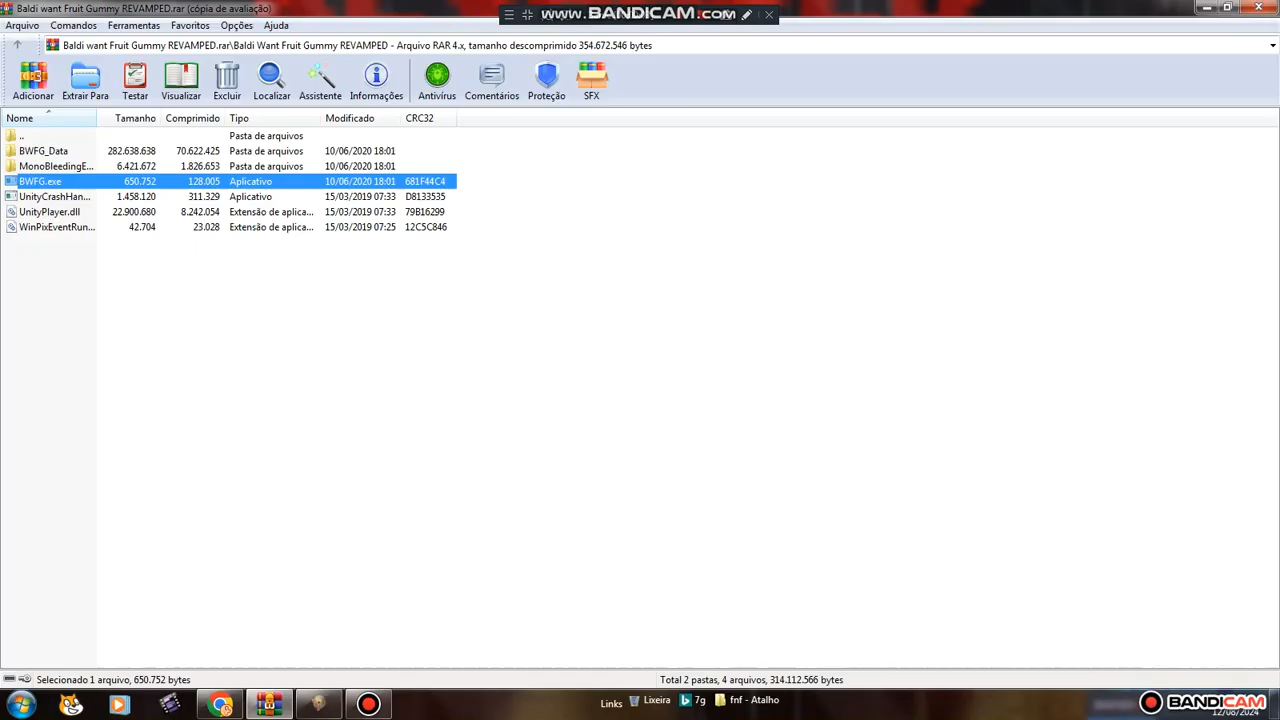 Baldi want Fruit Gummy REVAMPED.rar (cópia de avaliação)
www.BANDICAM.com
Arquivo Comandos Ferramentas Favoritos Opções Ajuda
Baldi want Fruit Gummy REVAMPED.rar\Baldi Want Fruit Gummy REVAMPED - Arquivo RAR 4.x, tamanho descomprimido 354.672.546 bytes
Adicionar Extrair Para Testar Visualizar Excluir Localizar Assistente Informações Antivírus Comentários Proteção SFX
Nome Tamanho Comprimido Tipo Modificado CRC32
.. Pasta de arquivos
BWFG_Data 282.638.638 70.622.425 Pasta de arquivos 10/06/2020 18:01
MonoBleedingE... 6.421.672 1.826.653 Pasta de arquivos 10/06/2020 18:01
BWFG.exe 650.752 128.005 Aplicativo 10/06/2020 18:01 681F44C4
UnityCrashHan... 1.458.120 311.329 Aplicativo 15/03/2019 07:33 D8133535
UnityPlayer.dll 22.900.680 8.242.054 Extensão de aplica... 15/03/2019 07:33 79B16299
WinPixEventRun... 42.704 23.028 Extensão de aplica... 15/03/2019 07:25 12C5C846
Selecionado 1 arquivo, 650.752 bytes
Total 2 pastas, 4 arquivos, 314.112.566 bytes
Links Lixeira 7g fnf - Atalho
BANDICAM
12/08/2024